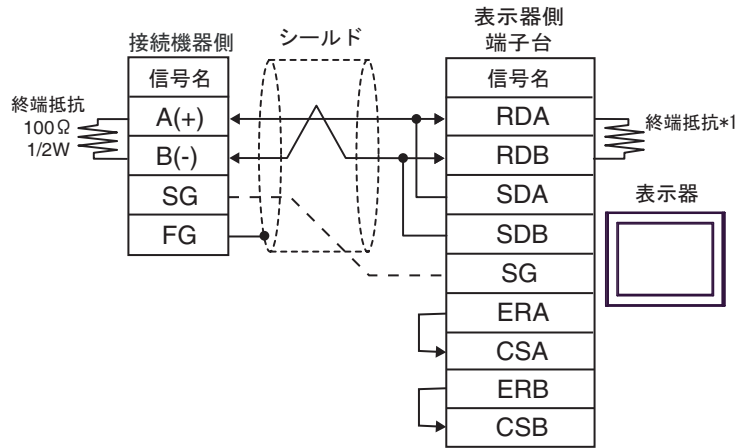 接続機器側
シールド
表示器側
端子台
信号名
信号名
終端抵抗
100Ω
1/2W
A(+)
B(-)
SG
FG
RDA
RDB
SDA
SDB
SG
ERA
CSA
ERB
CSB
終端抵抗*1
表示器